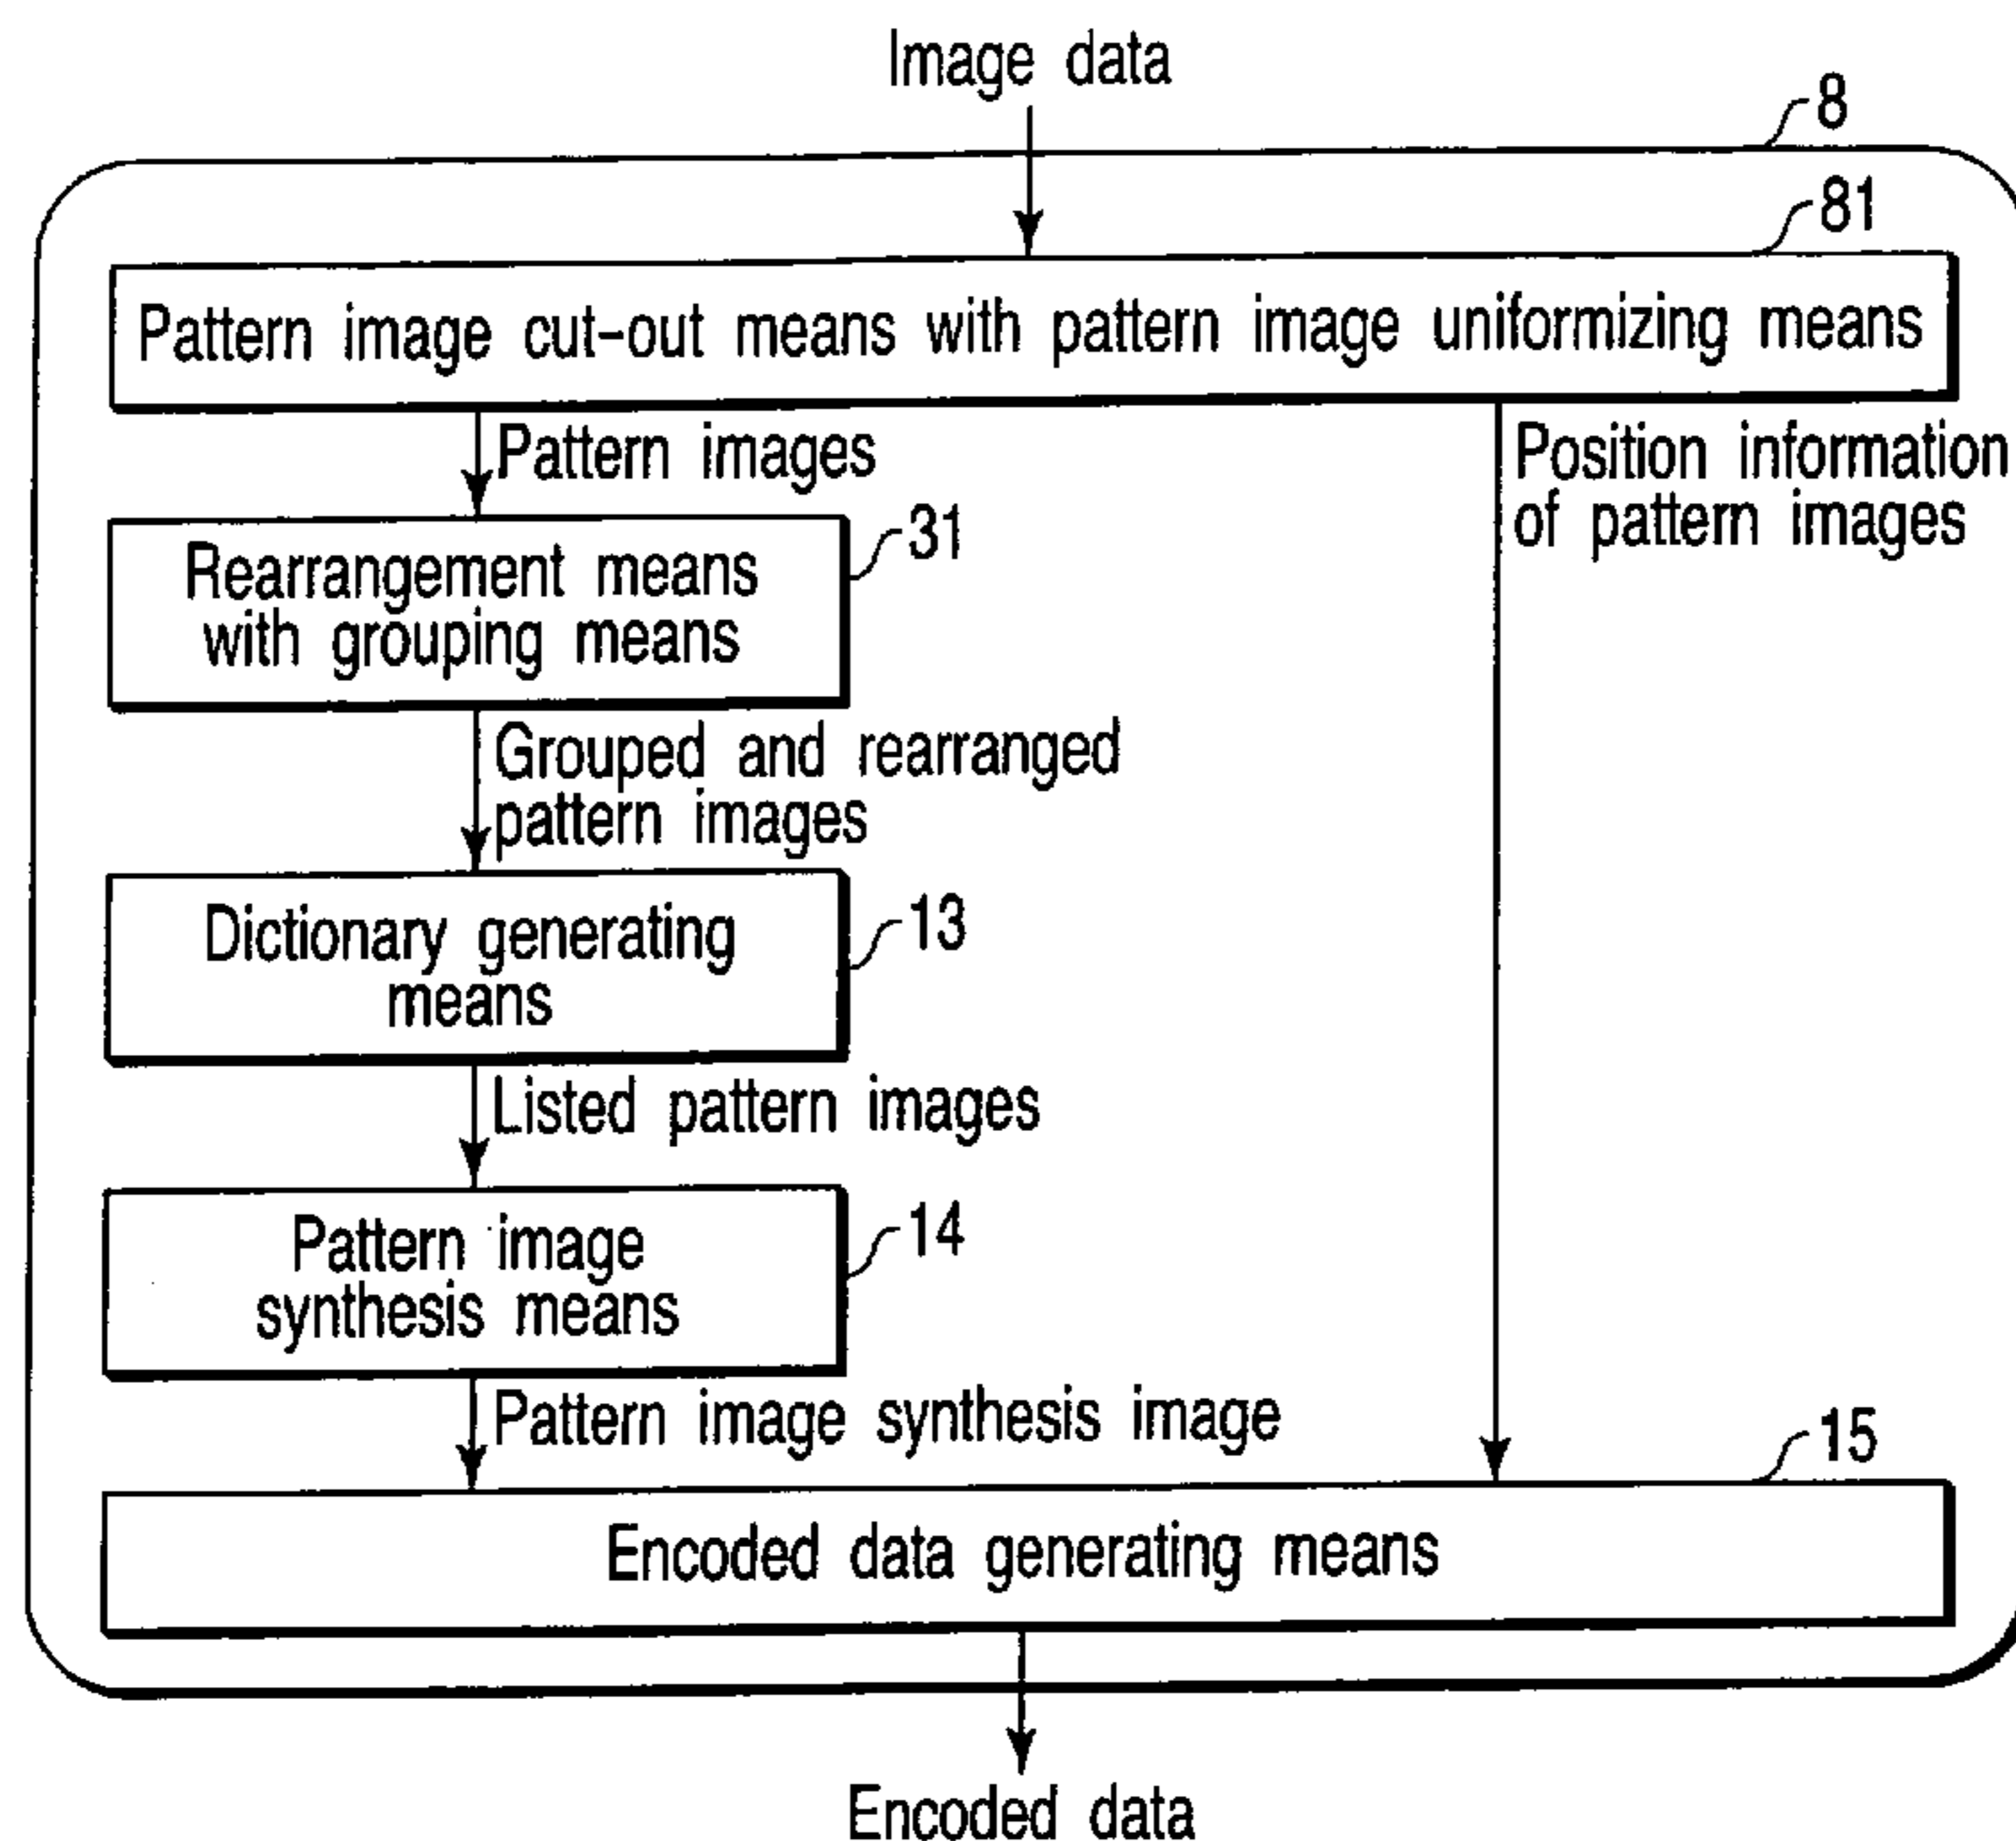 Image data
8
81
Pattern image cut-out means with pattern image uniformizing means
Pattern images
Position information
of pattern images
31
Rearrangement means
with grouping means
Grouped and rearranged
pattern images
13
Dictionary generating
means
Listed pattern images
14
Pattern image
synthesis means
Pattern image synthesis image
15
Encoded data generating means
Encoded data